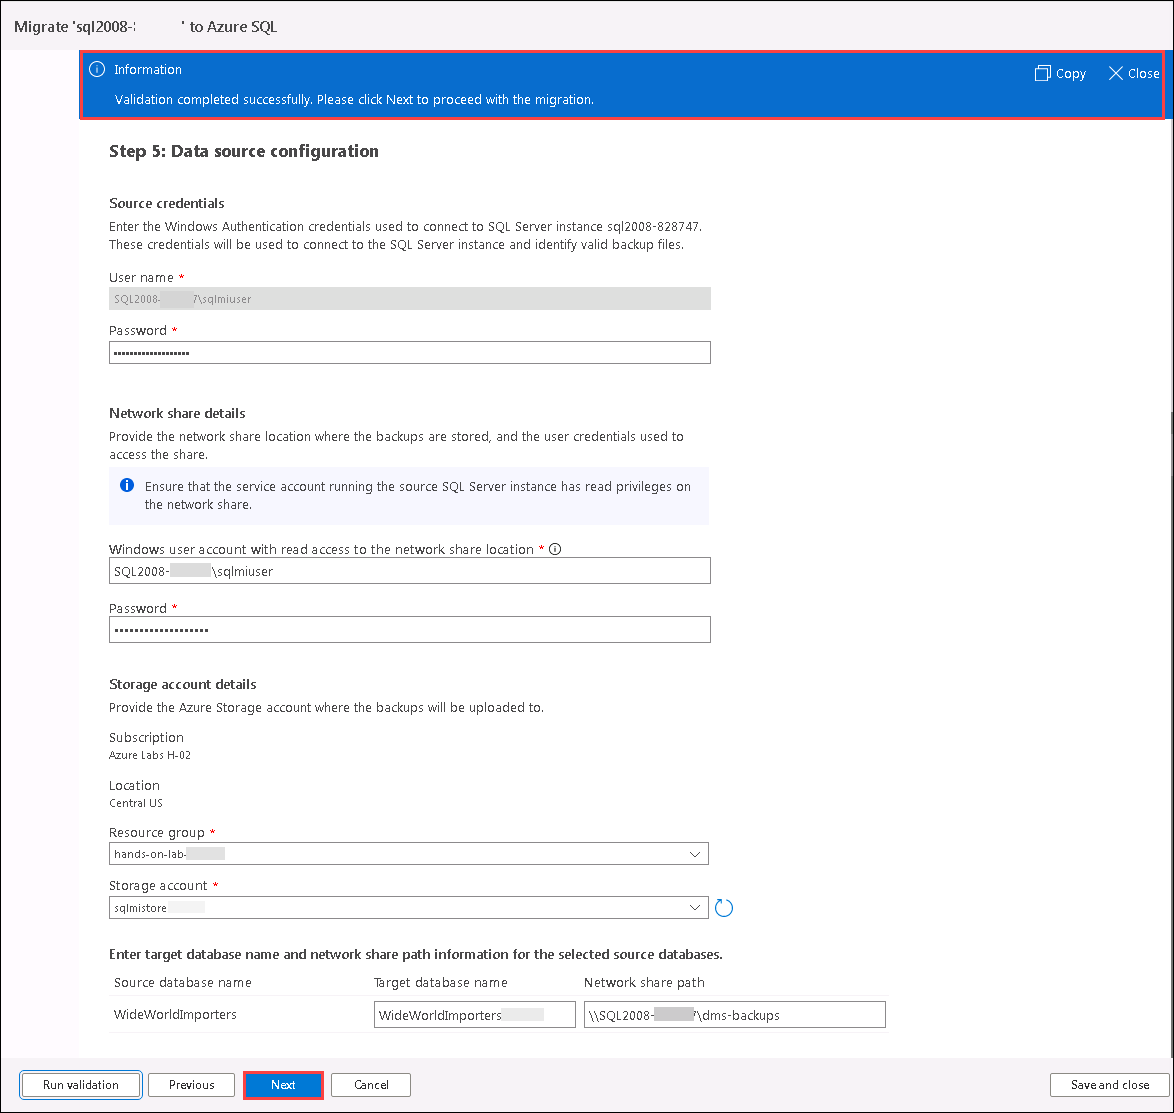 Migrate 'sql2008-           ' to Azure SQL
Information
Copy
Close
Validation completed successfully. Please click Next to proceed with the migration.
Step 5: Data source configuration
Source credentials
Enter the Windows Authentication credentials used to connect to SQL Server instance sql2008-828747.
These credentials will be used to connect to the SQL Server instance and identify valid backup files.
User name *
SQL2008-       7\sqlmiuser
Password *
••••••••••••••••••
Network share details
Provide the network share location where the backups are stored, and the user credentials used to
access the share.
Ensure that the service account running the source SQL Server instance has read privileges on
the network share.
Windows user account with read access to the network share location *
SQL2008-       \sqlmiuser
Password *
•••••••••••••••••••
Storage account details
Provide the Azure Storage account where the backups will be uploaded to.
Subscription
Azure Labs H-02
Location
Central US
Resource group *
hands-on-lab-
Storage account *
sqlmistore
Enter target database name and network share path information for the selected source databases.
Source database name Target database name Network share path
WideWorldImporters WideWorldImporters \\SQL2008-       7\dms-backups
Run validation Previous Next Cancel Save and close